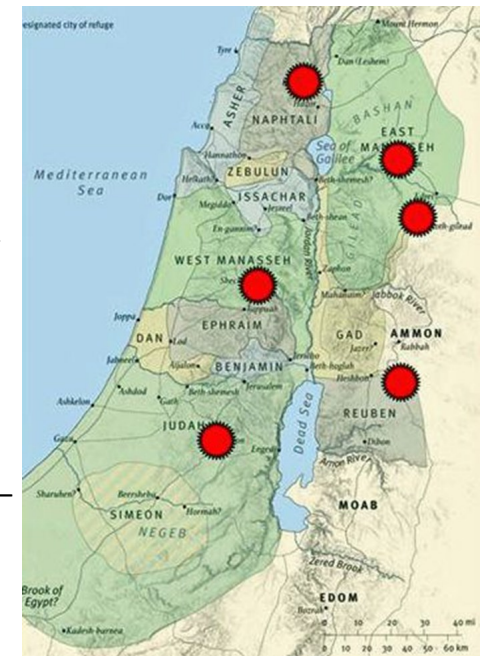 esignated city of refuge
Mount Hermon
Tyre
Dan (Leshem)
ASHER
BASHAN
NAPHTALI
Acco
EAST
Hannathon
Sea of
Galilee
ZEBULUN
Helkath?
Beth-shemesh?
Mediterranean
Sea
Dor
ISSACHAR
Megiddo
Jezreel
Beth-shean
En-gannim?
GILEAD
Jordan River
WEST MANASSEH
Zaphon
Mahanaim?
Jabbok River
Tappuah
Joppa
EPHRAIM
DAN
Lod
GAD
AMMON
Jazer?
Rabbah
Jabneel
Aijalon
BENJAMIN
Jericho
Beth-hoglah
Heshbon
Ashdod
Beth-shemesh
Jerusalem
Ashkelon
Gath
Dead Sea
REUBEN
JUDAH
Gaza
Engedi
Dibon
Arnon River
Sharuhen?
Beersheba
Hormah?
MOAB
SIMEON
NEGEB
Zered Brook
Brook of
Egypt?
EDOM
Bozrah
Kadesh-barnea
0 10 20 30 40 mi
0 10 20 30 40 50 60 km